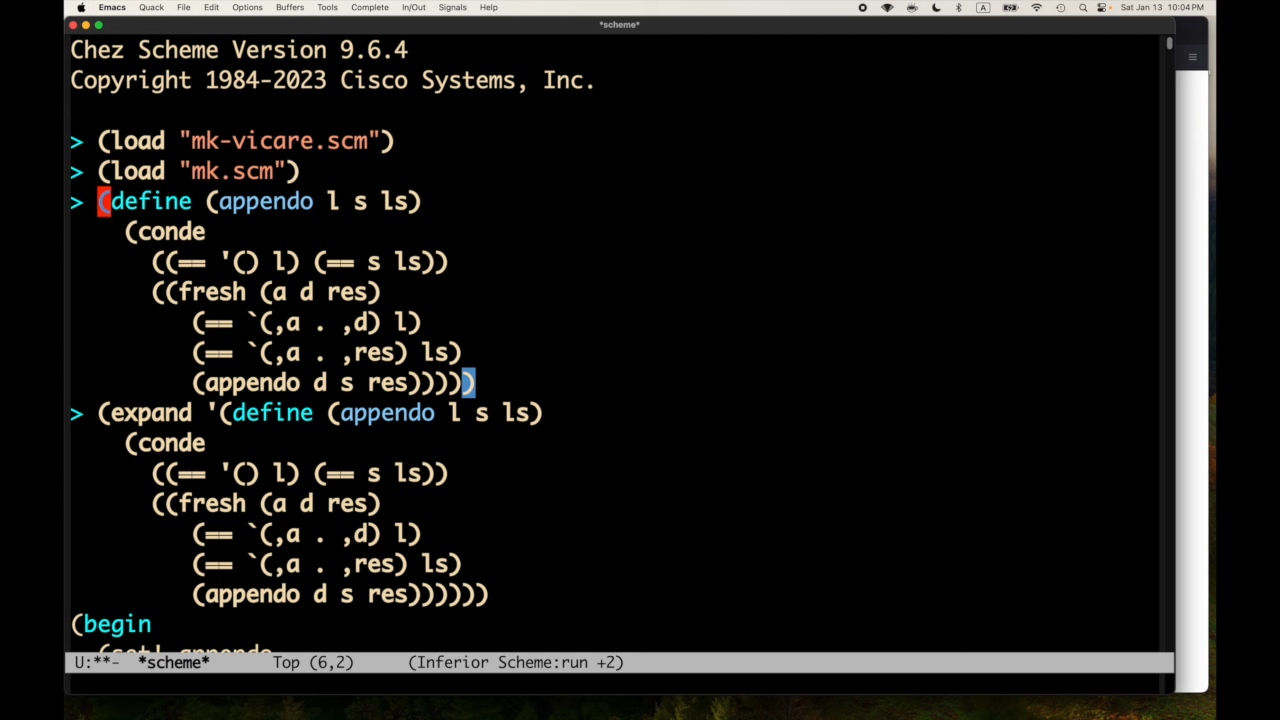 Emacs Quack File Edit Options Buffers Tools Complete In/Out Signals Help A Sat Jan 13 10:04 PM
*scheme*
Chez Scheme Version 9.6.4
Copyright 1984-2023 Cisco Systems, Inc.
> (load "mk-vicare.scm")
> (load "mk.scm")
> (define (appendo l s ls)
(conde
((== '() l) (== s ls))
((fresh (a d res)
(== `(,a . ,d) l)
(== `(,a . ,res) ls)
(appendo d s res)))))
> (expand '(define (appendo l s ls)
(conde
((== '() l) (== s ls))
((fresh (a d res)
(== `(,a . ,d) l)
(== `(,a . ,res) ls)
(appendo d s res))))))
(begin
(set! appendo
U:**- *scheme* Top (6,2) (Inferior Scheme:run +2)